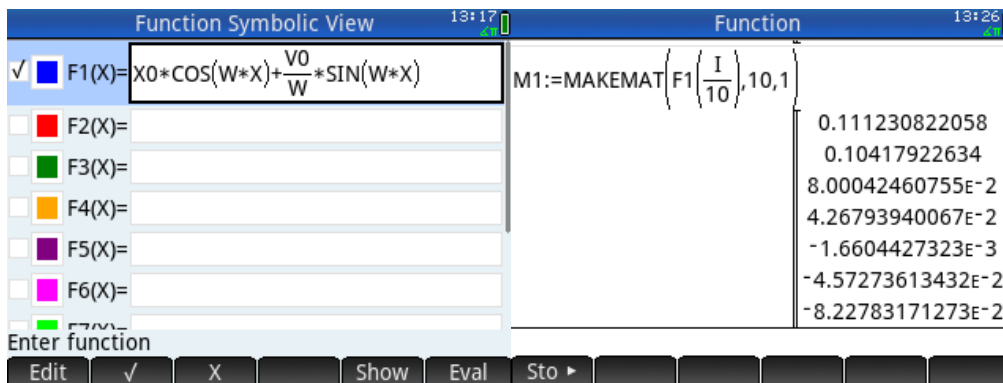 Function Symbolic View 13:17
∡π
√ F1(X)= X0*COS(W*X)+V0/W*SIN(W*X)
F2(X)=
F3(X)=
F4(X)=
F5(X)=
F6(X)=
Enter function
Edit √ X Show Eval
Function 13:26
∡π
M1:=MAKEMAT(F1(I/10),10,1)
0.111230822058
0.10417922634
8.00042460755E-2
4.26793940067E-2
-1.6604427323E-3
-4.57273613432E-2
-8.22783171273E-2
Sto ►